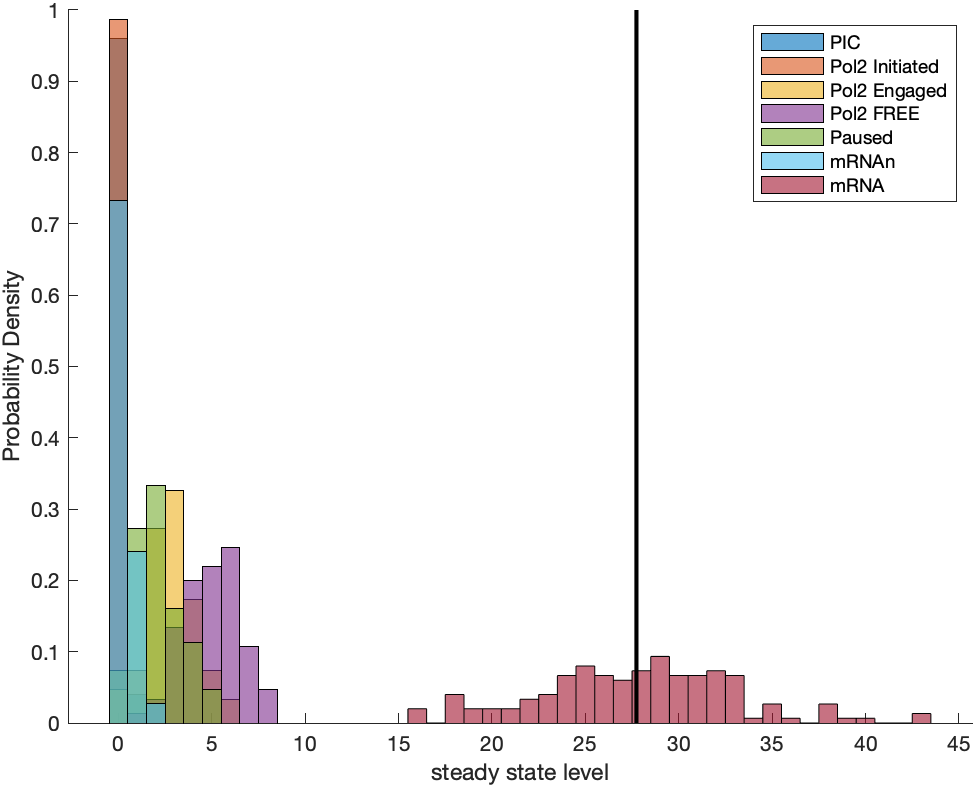 1
0.9
0.8
0.7
0.6
0.5
0.4
0.3
0.2
0.1
0
Probability Density
0 5 10 15 20 25 30 35 40 45
steady state level
PIC
Pol2 Initiated
Pol2 Engaged
Pol2 FREE
Paused
mRNAn
mRNA